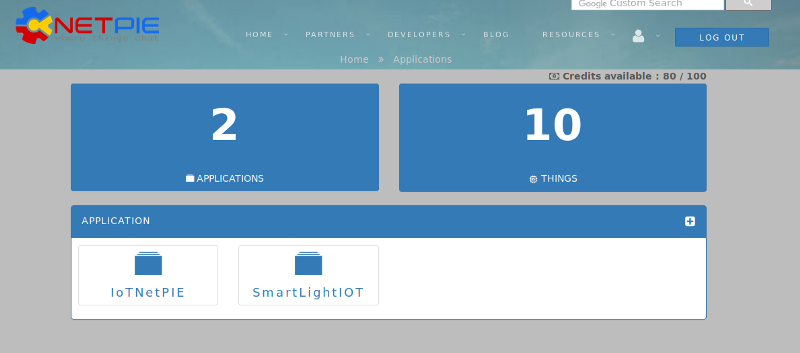 Google Custom Search
NETPIE
HOME PARTNERS DEVELOPERS BLOG RESOURCES LOG OUT
Home » Applications
Credits available : 80 / 100
2
APPLICATIONS
10
THINGS
APPLICATION
IoTNetPIE
SmartLightIOT